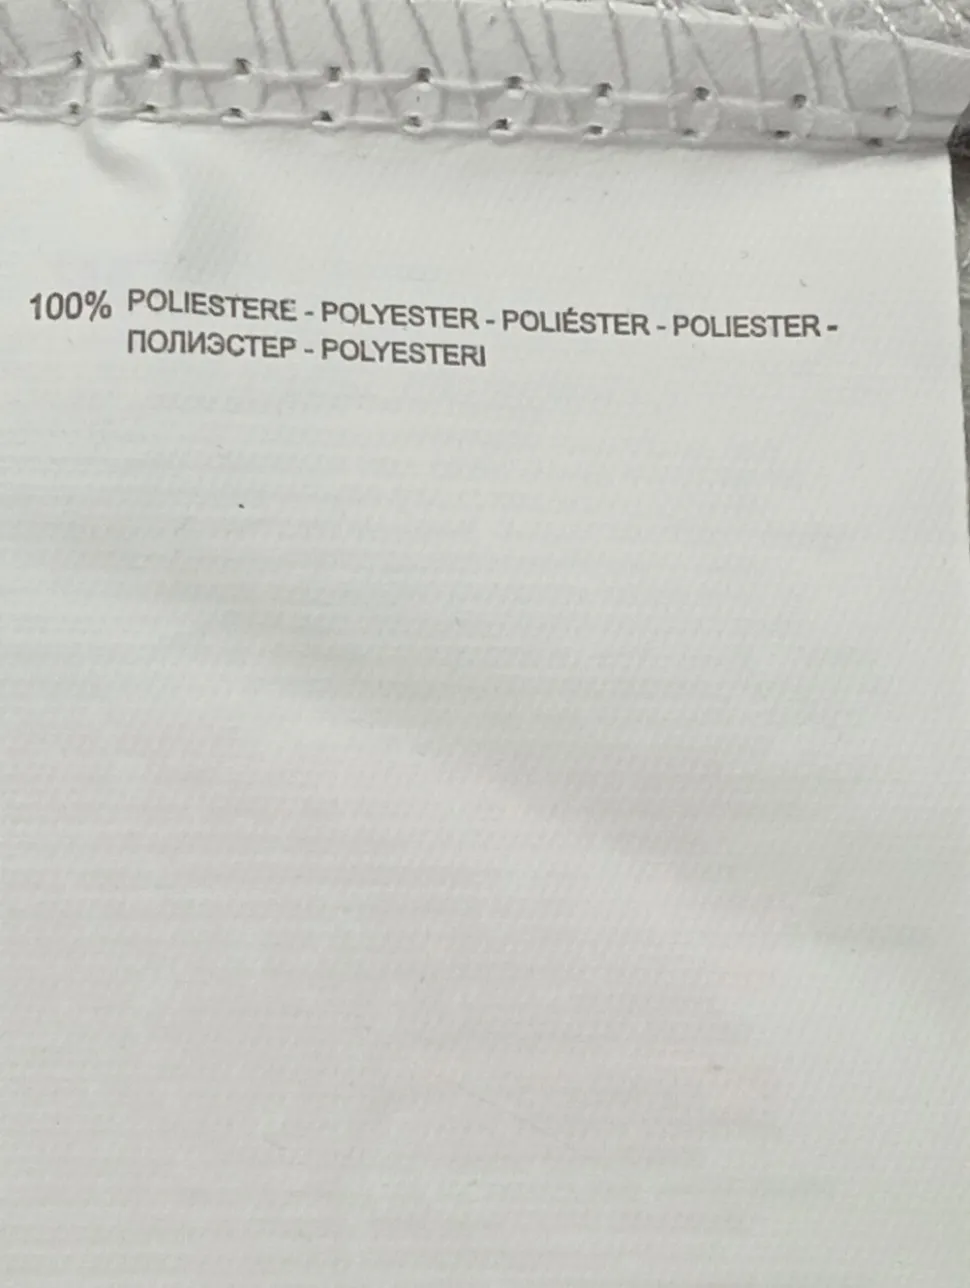 100% POLIESTERE - POLYESTER - POLIÉSTER - POLIESTER -
ПОЛИЭСТЕР - POLYESTERI